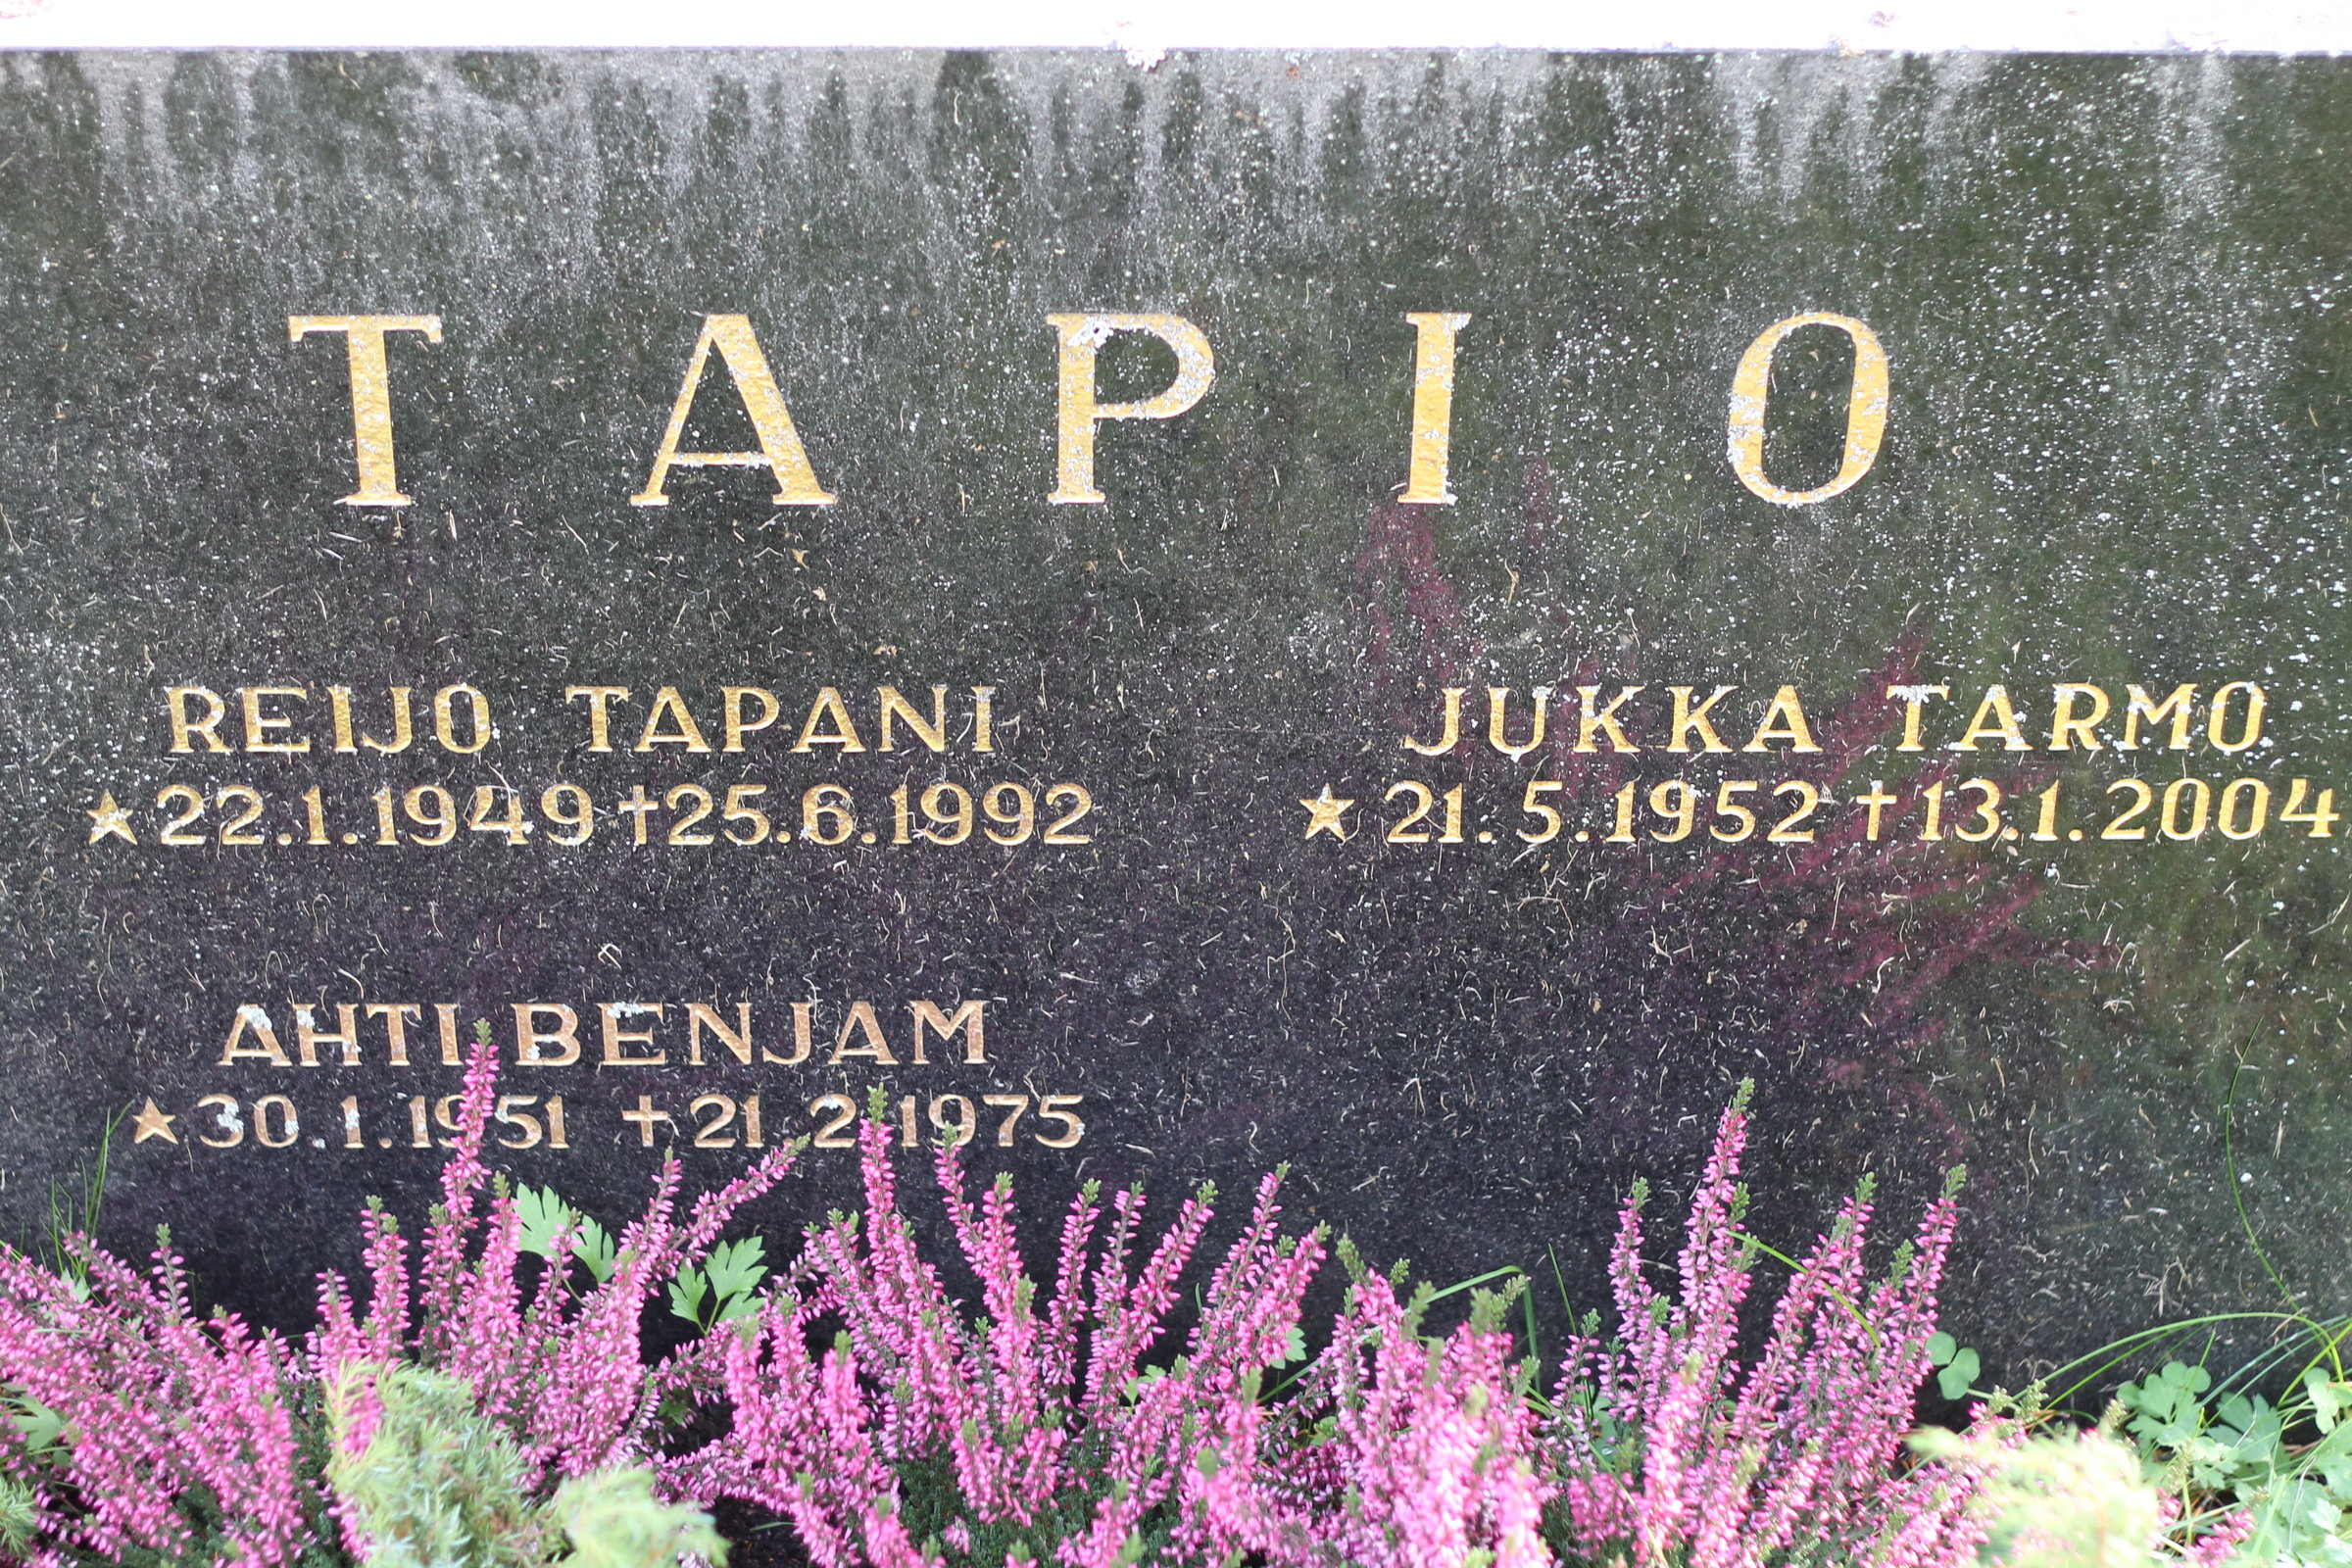 TAPIO
REIJO TAPANI
★22.1.1949 †25.6.1992
JUKKA TARMO
★21.5.1952 †13.1.2004
AHTI BENJAM
★30.1.1951 †21.2.1975